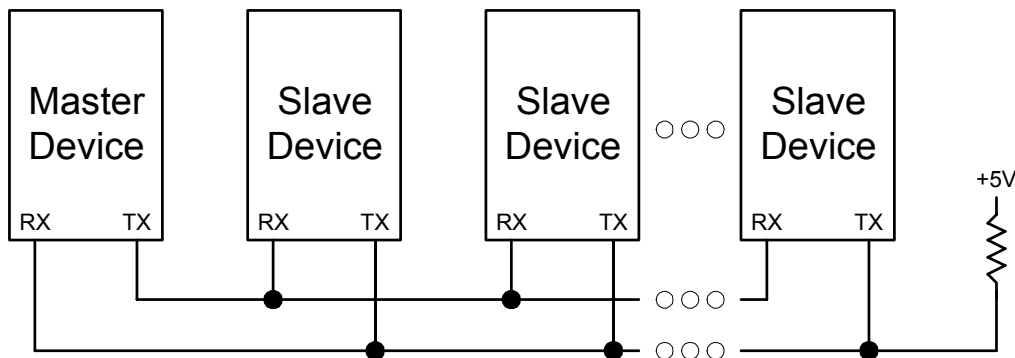 Master
Device
Slave
Device
Slave
Device
Slave
Device
+5V
RX TX
RX TX
RX TX
RX TX